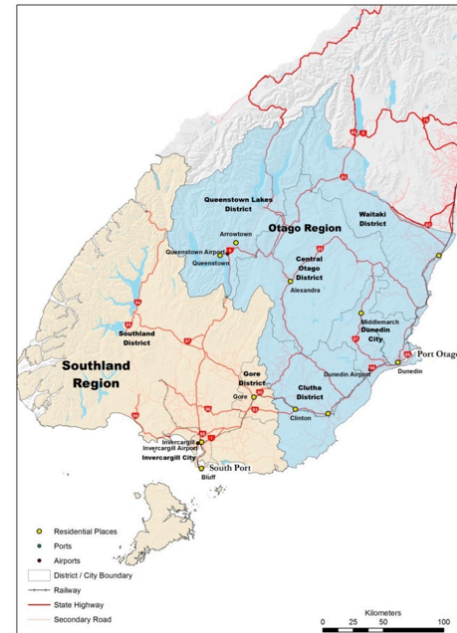 Queenstown Lakes
District
Waitaki
District
Otago Region
Arrowtown
Queenstown Airport
Queenstown
Central
Otago
District
Alexandra
Southland
District
Middlemarch
Dunedin
City
Port Otago
Dunedin Airport
Dunedin
Southland
Region
Gore
District
Gore
Clutha
District
Clinton
Invercargill
Invercargill Airport
Invercargill City
South Port
Bluff
Residential Places
Ports
Airports
District / City Boundary
Railway
State Highway
Secondary Road
Kilometers
0 25 50 100